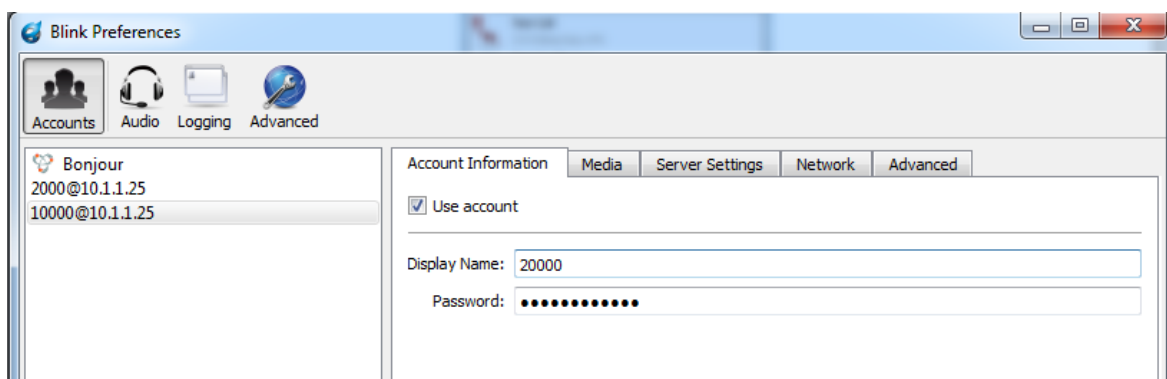 Blink Preferences
Accounts Audio Logging Advanced
Bonjour
2000@10.1.1.25
10000@10.1.1.25
Account Information Media Server Settings Network Advanced
Use account
Display Name: 20000
Password: ●●●●●●●●●●●●